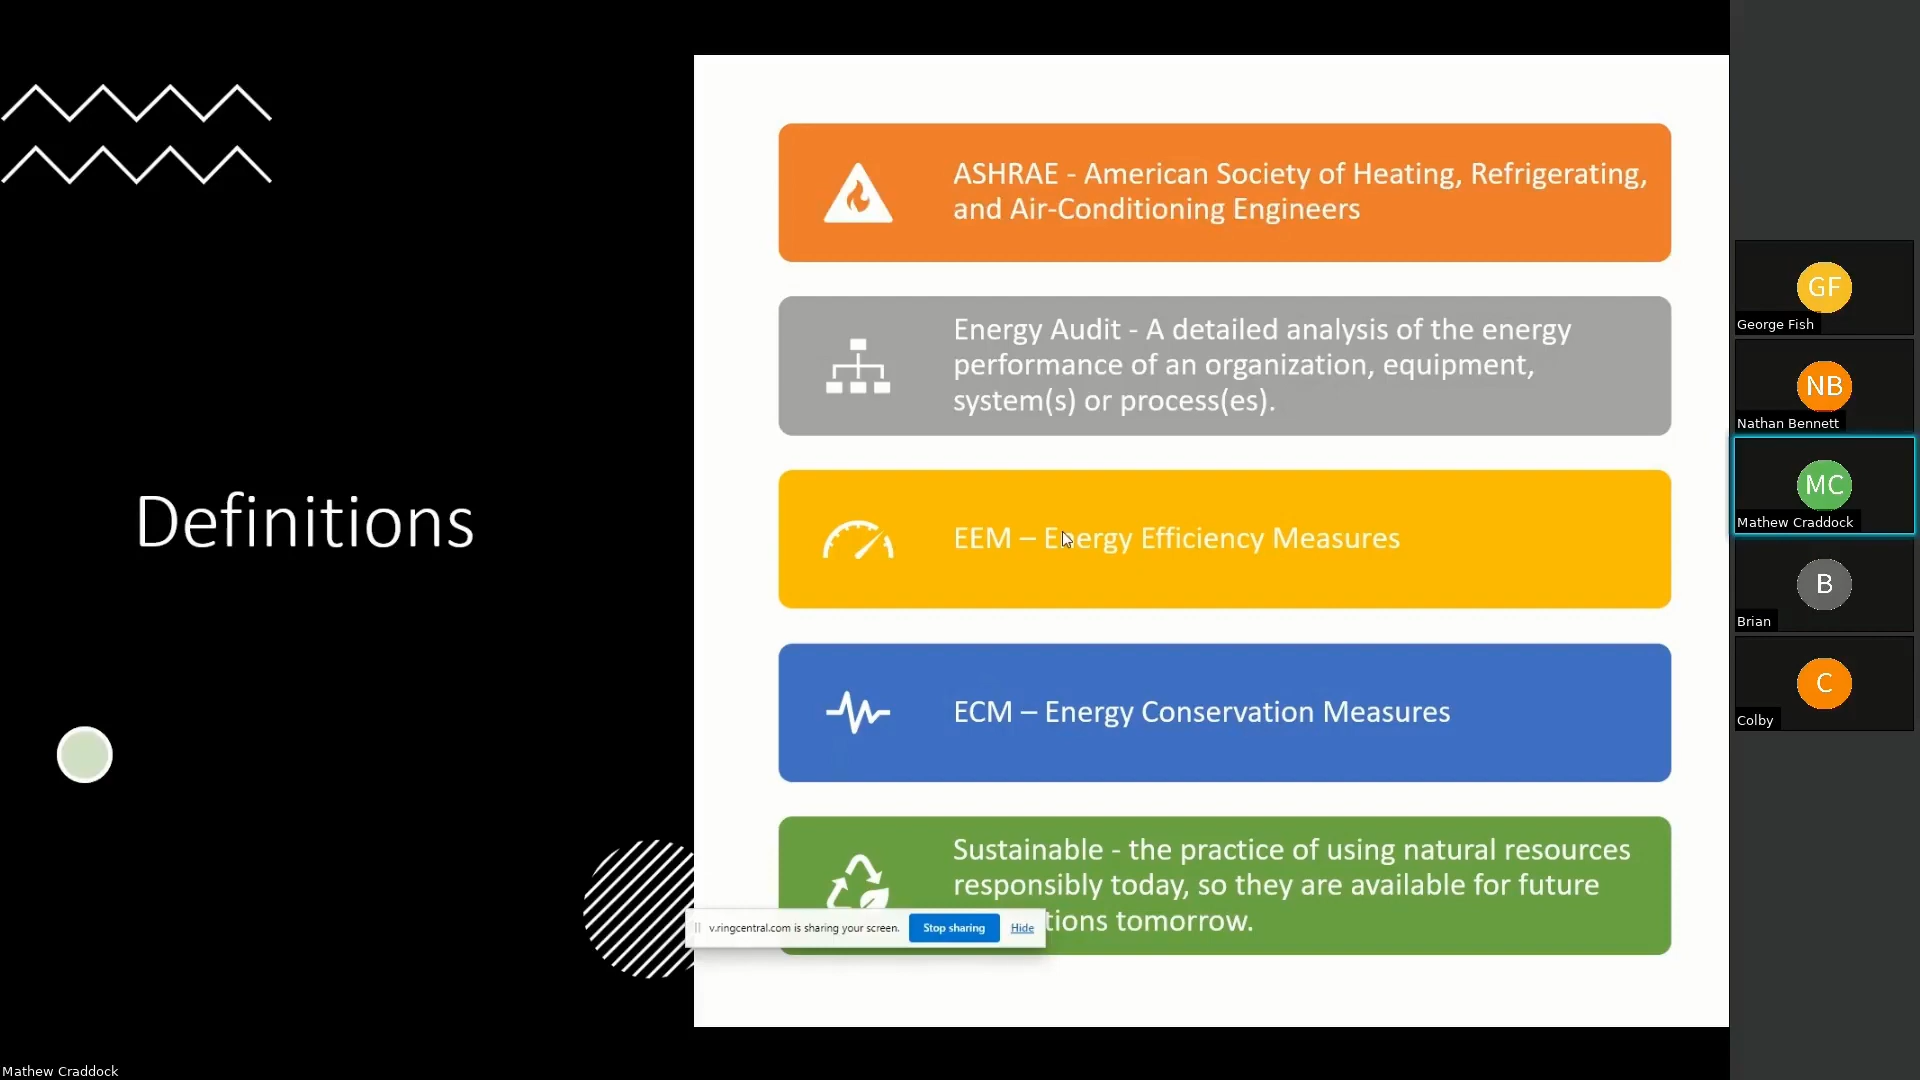 Definitions
ASHRAE - American Society of Heating, Refrigerating,
and Air-Conditioning Engineers
Energy Audit - A detailed analysis of the energy
performance of an organization, equipment,
system(s) or process(es).
EEM – Energy Efficiency Measures
ECM – Energy Conservation Measures
Sustainable - the practice of using natural resources
responsibly today, so they are available for future
tions tomorrow.
v.ringcentral.com is sharing your screen.
Stop sharing
Hide
GF
George Fish
NB
Nathan Bennett
MC
Mathew Craddock
B
Brian
C
Colby
Mathew Craddock